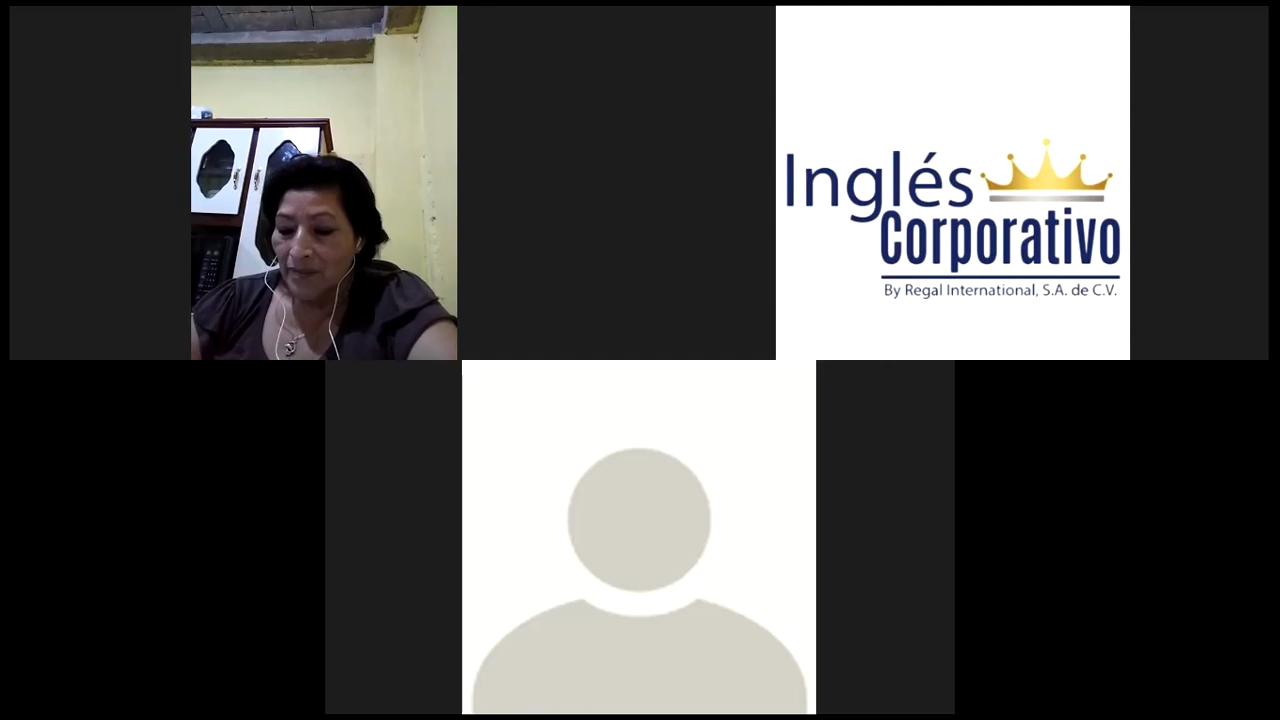 Inglés
Corporativo
By Regal International, S.A. de C.V.